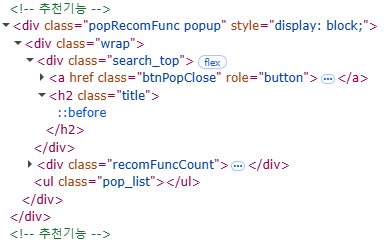 <!-- 추천기능 -->
<div class="popRecomFunc popup" style="display: block;">
<div class="wrap">
<div class="search_top"> flex
<a href class="btnPopClose" role="button"> … </a>
<h2 class="title">
::before
</h2>
</div>
<div class="recomFuncCount"> … </div>
<ul class="pop_list"></ul>
</div>
</div>
<!-- 추천기능 -->